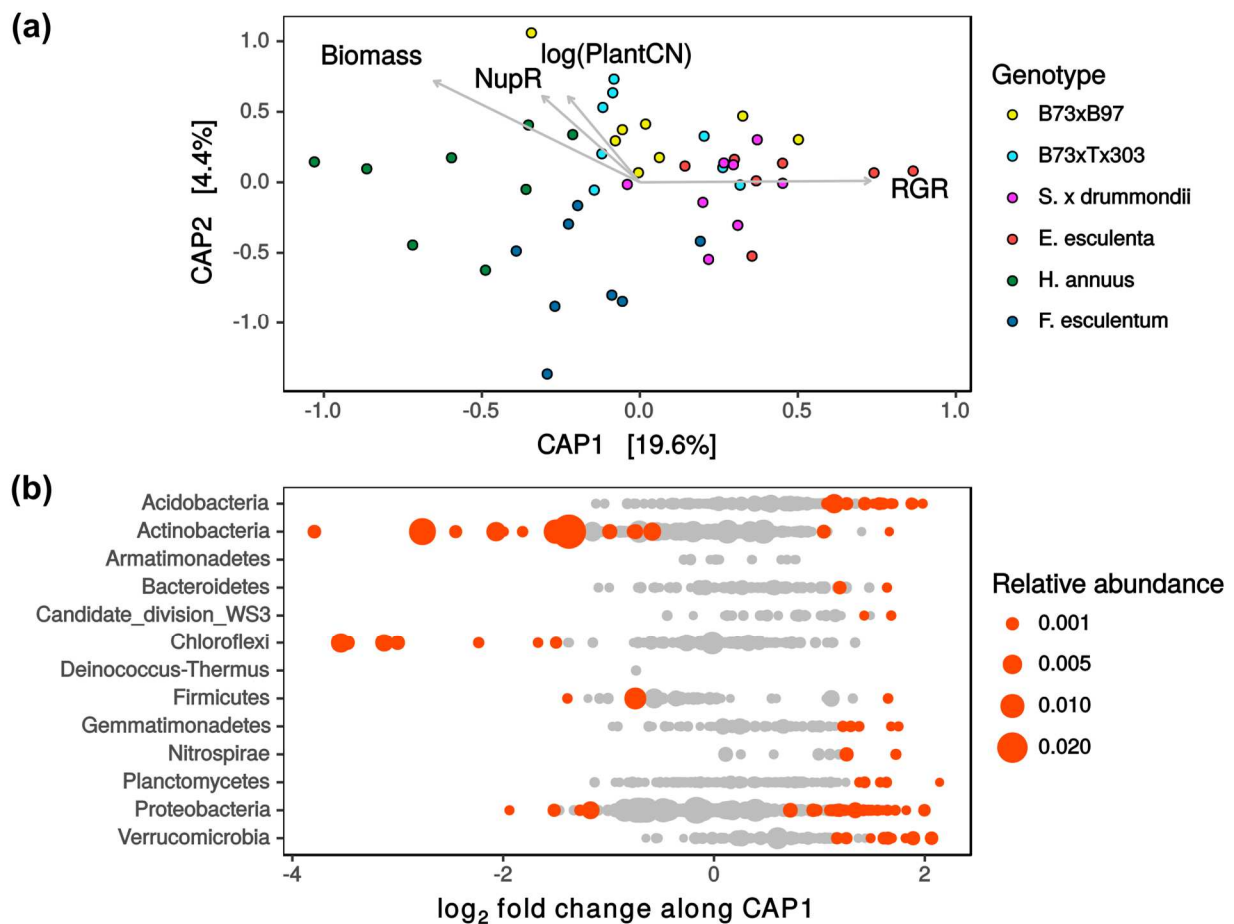 (a)
Biomass
log(PlantCN)
NupR
RGR
CAP2 [4.4%]
1.0
0.5
0.0
-0.5
-1.0
-1.0
-0.5
0.0
0.5
1.0
CAP1 [19.6%]
Genotype
B73xB97
B73xTx303
S. x drummondii
E. esculenta
H. annuus
F. esculentum
(b)
Acidobacteria
Actinobacteria
Armatimonadetes
Bacteroidetes
Candidate_division_WS3
Chloroflexi
Deinococcus-Thermus
Firmicutes
Gemmatimonadetes
Nitrospirae
Planctomycetes
Proteobacteria
Verrucomicrobia
-4
-2
0
2
log₂ fold change along CAP1
Relative abundance
0.001
0.005
0.010
0.020